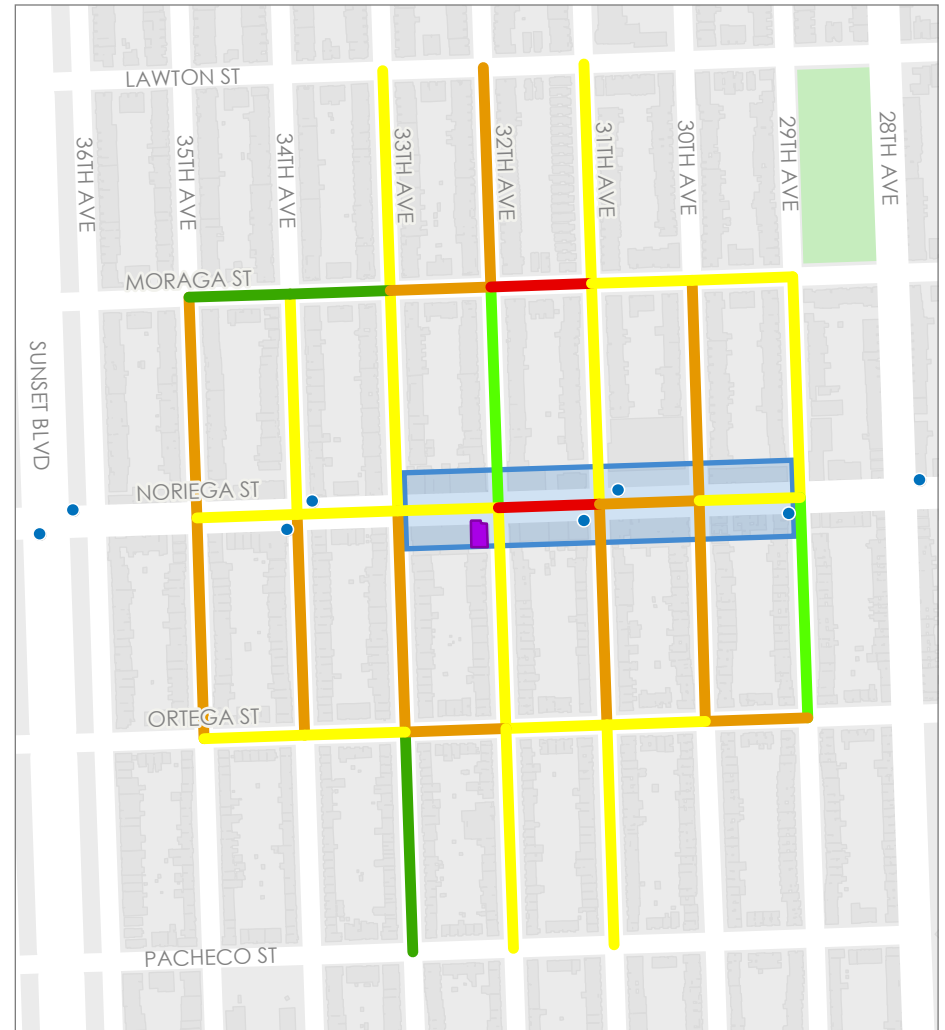 LAWTON ST
36TH AVE
35TH AVE
34TH AVE
33TH AVE
32TH AVE
31TH AVE
30TH AVE
29TH AVE
28TH AVE
MORAGA ST
SUNSET BLVD
NORIEGA ST
ORTEGA ST
PACHECO ST